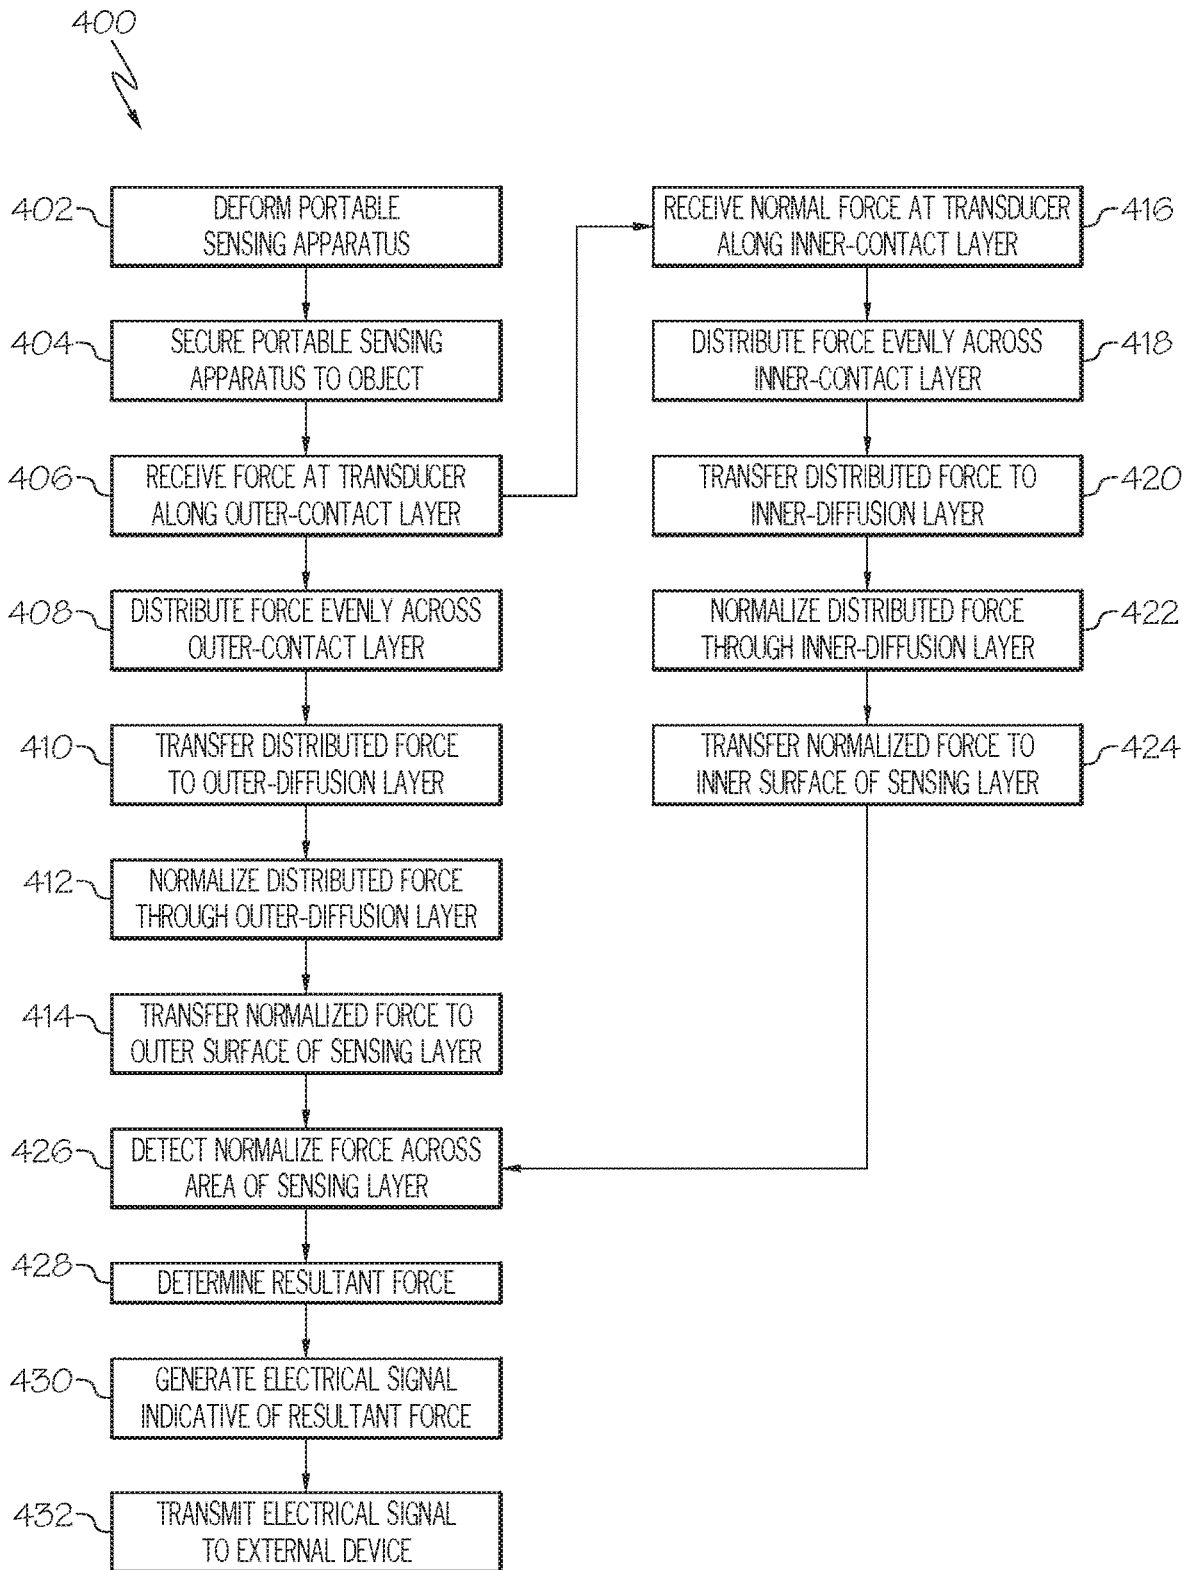 400
402
DEFORM PORTABLE
SENSING APPARATUS
404
SECURE PORTABLE SENSING
APPARATUS TO OBJECT
406
RECEIVE FORCE AT TRANSDUCER
ALONG OUTER-CONTACT LAYER
408
DISTRIBUTE FORCE EVENLY ACROSS
OUTER-CONTACT LAYER
410
TRANSFER DISTRIBUTED FORCE
TO OUTER-DIFFUSION LAYER
412
NORMALIZE DISTRIBUTED FORCE
THROUGH OUTER-DIFFUSION LAYER
414
TRANSFER NORMALIZED FORCE TO
OUTER SURFACE OF SENSING LAYER
RECEIVE NORMAL FORCE AT TRANSDUCER
ALONG INNER-CONTACT LAYER
416
DISTRIBUTE FORCE EVENLY ACROSS
INNER-CONTACT LAYER
418
TRANSFER DISTRIBUTED FORCE TO
INNER-DIFFUSION LAYER
420
NORMALIZE DISTRIBUTED FORCE
THROUGH INNER-DIFFUSION LAYER
422
TRANSFER NORMALIZED FORCE TO
INNER SURFACE OF SENSING LAYER
424
426
DETECT NORMALIZE FORCE ACROSS
AREA OF SENSING LAYER
428
DETERMINE RESULTANT FORCE
430
GENERATE ELECTRICAL SIGNAL
INDICATIVE OF RESULTANT FORCE
432
TRANSMIT ELECTRICAL SIGNAL
TO EXTERNAL DEVICE